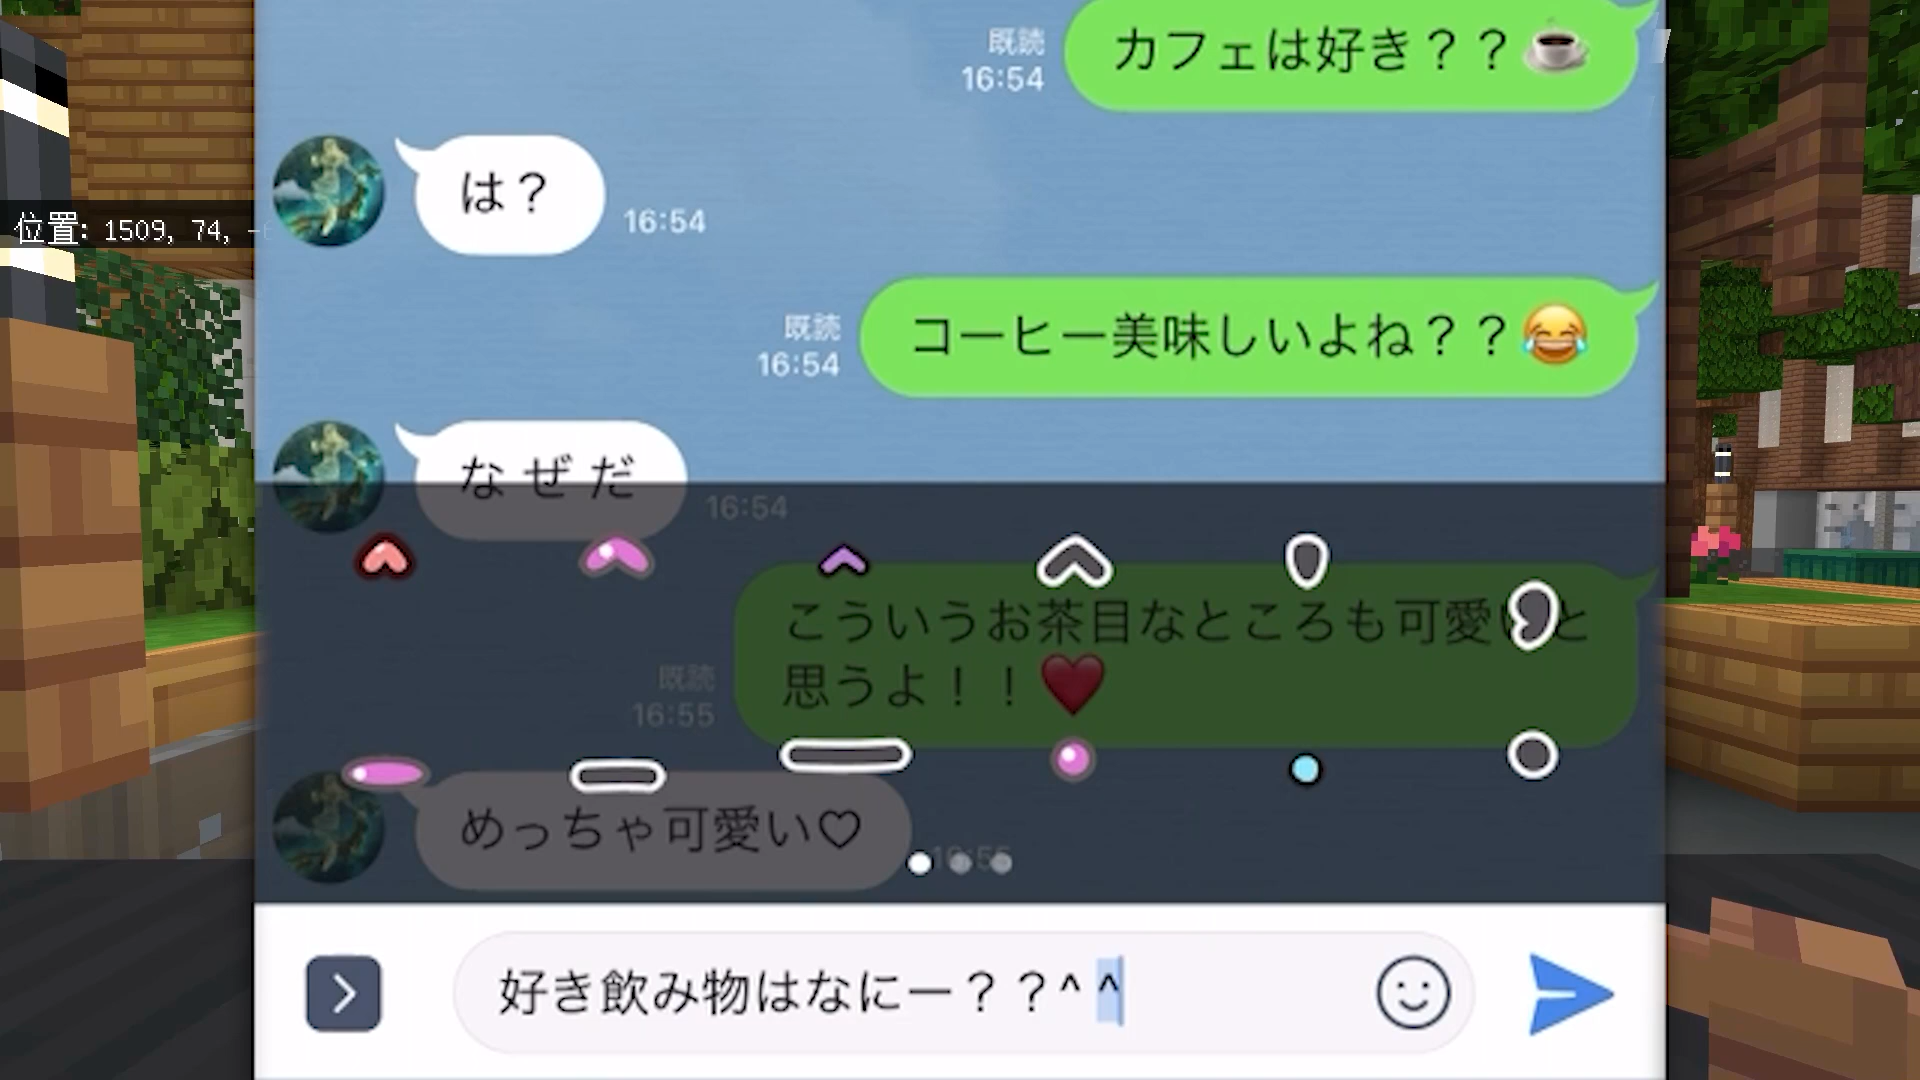 カフェは好き？？
既読
16:54
位置: 1509, 74, -
は？
16:54
コーヒー美味しいよね？？
既読
16:54
なぜだ
16:54
こういうお茶目なところも可愛いと
思うよ！！
既読
16:55
めっちゃ可愛い♡
16:55
好き飲み物はなにー？？^^